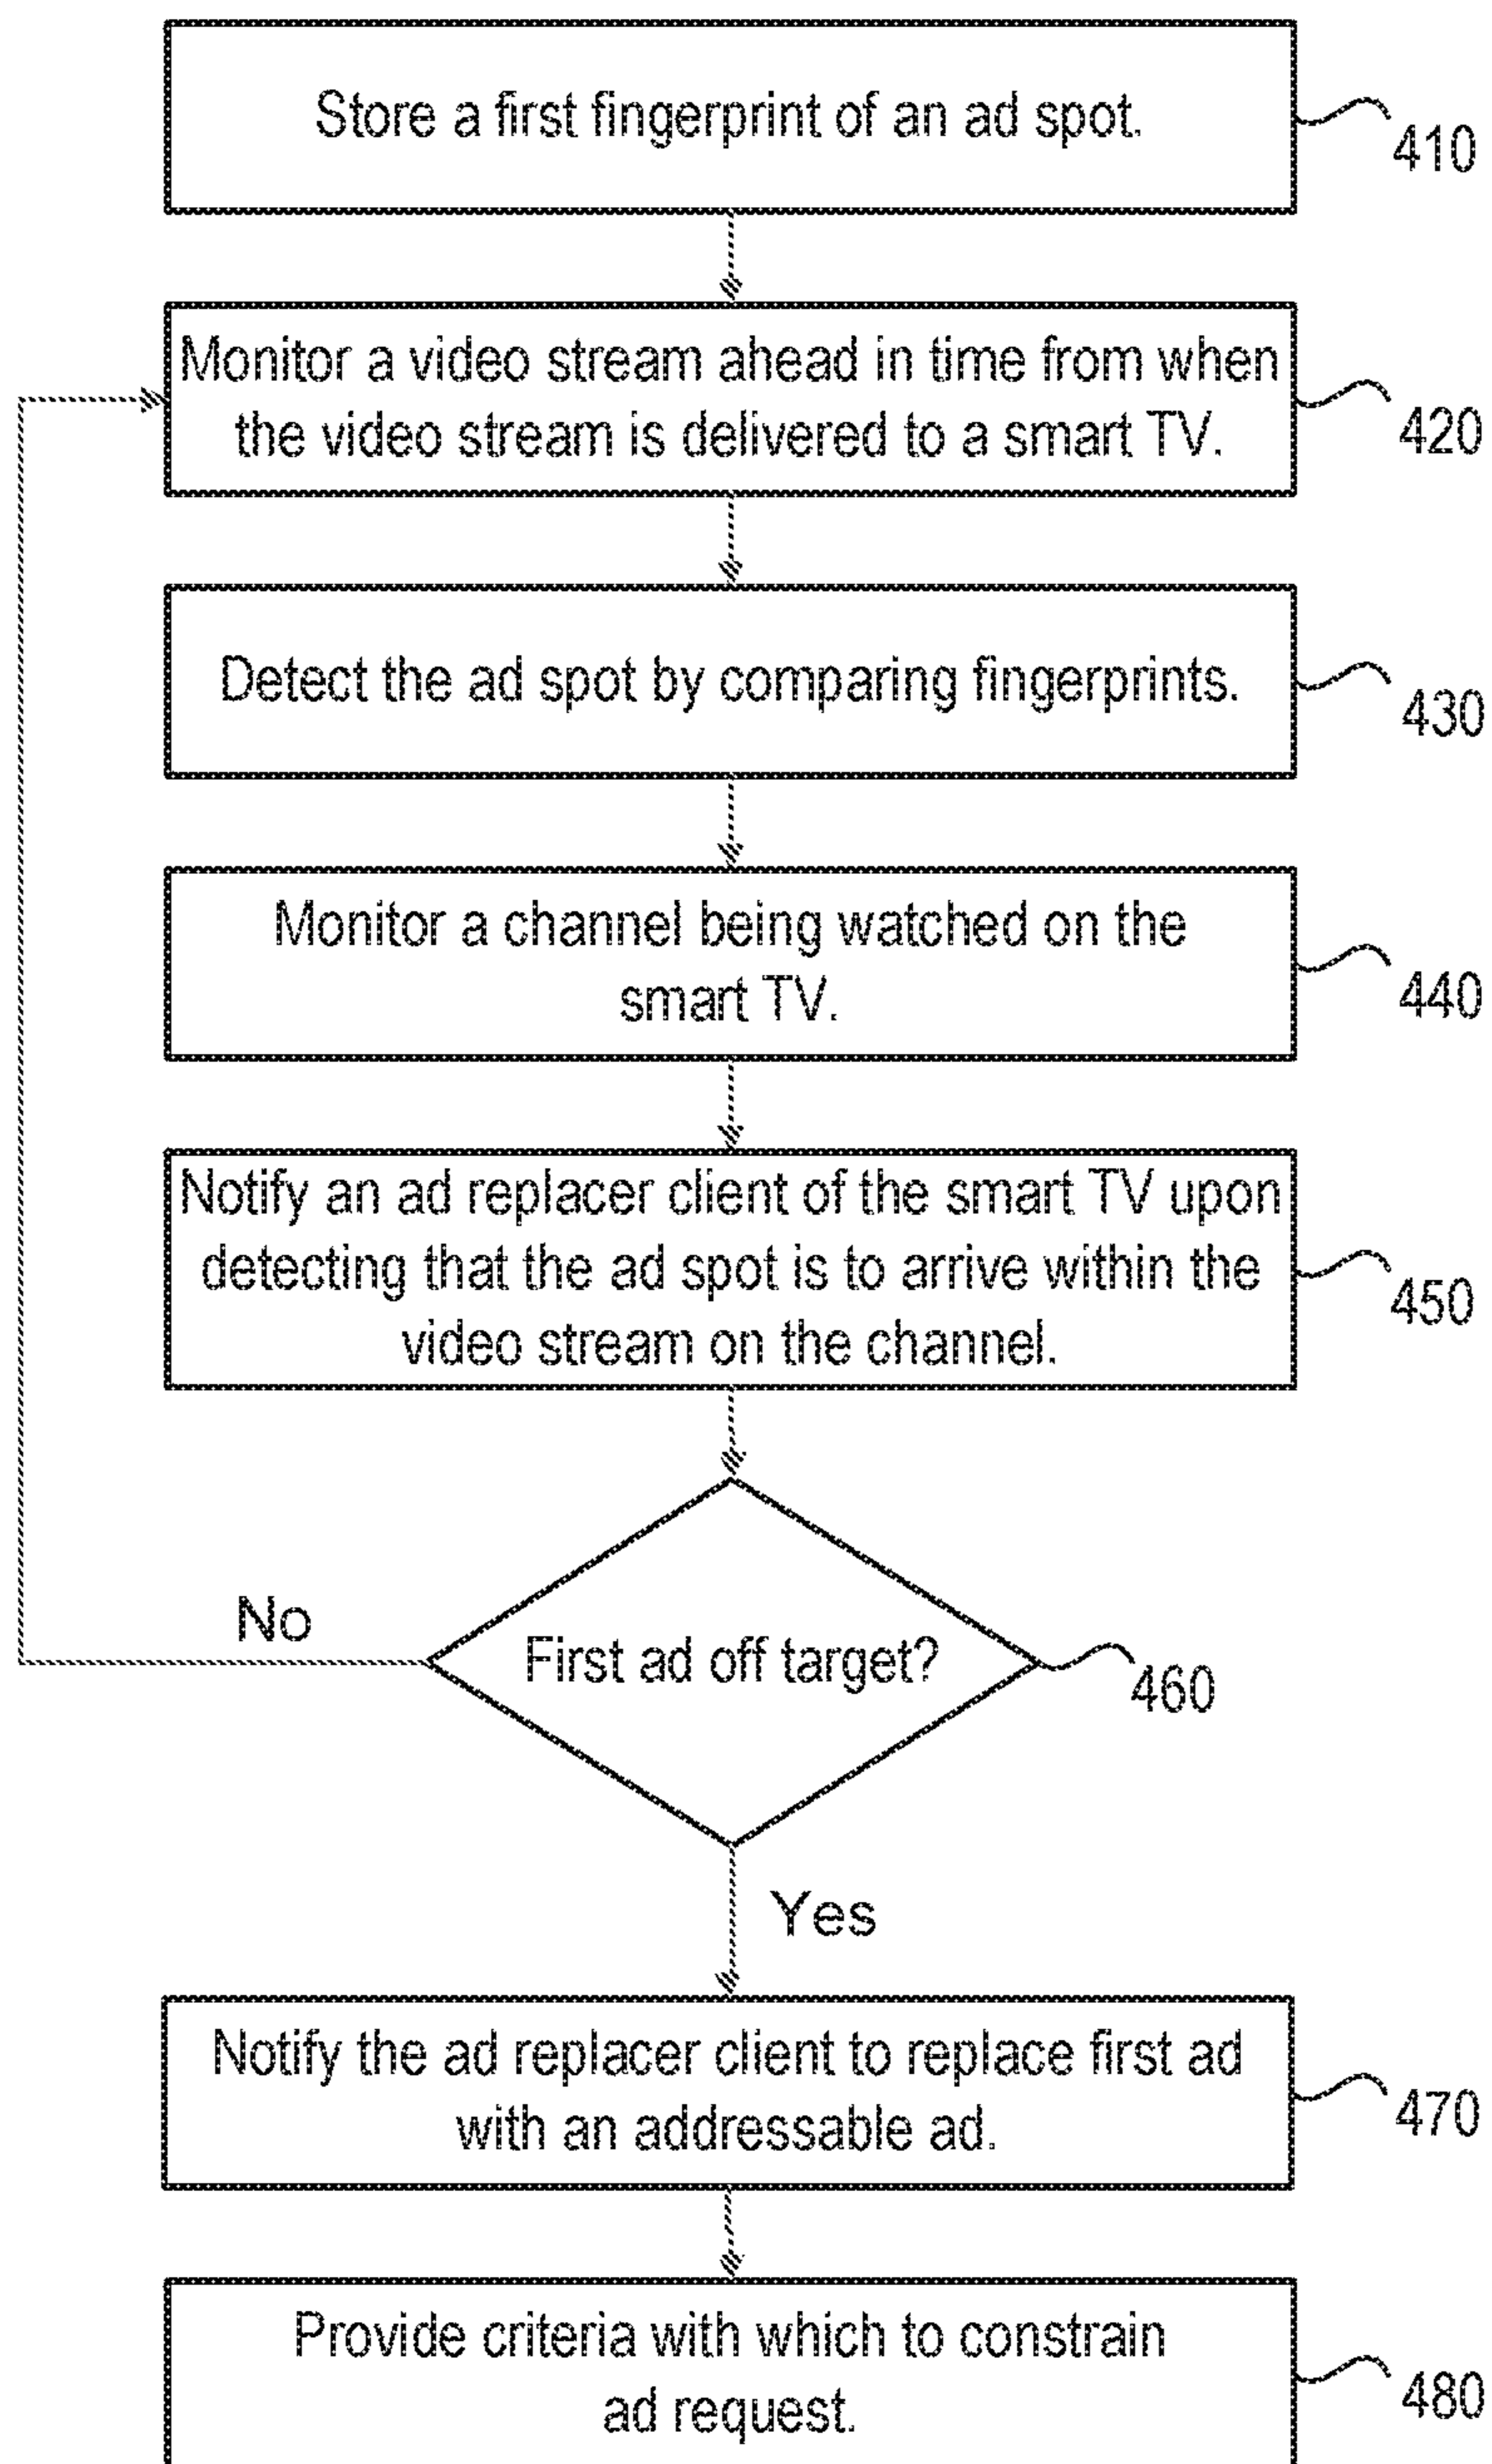 Store a first fingerprint of an ad spot.
410
Monitor a video stream ahead in time from when
the video stream is delivered to a smart TV.
420
Detect the ad spot by comparing fingerprints.
430
Monitor a channel being watched on the
smart TV.
440
Notify an ad replacer client of the smart TV upon
detecting that the ad spot is to arrive within the
video stream on the channel.
450
No
First ad off target?
460
Yes
Notify the ad replacer client to replace first ad
with an addressable ad.
470
Provide criteria with which to constrain
ad request.
480